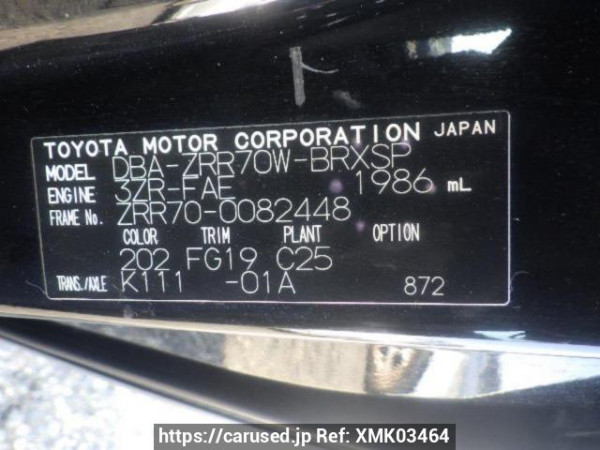 TOYOTA MOTOR CORPORATION JAPAN
MODEL DBA-ZRR70W-BRXSP
ENGINE 3ZR-FAE 1986 mL
FRAME No. ZRR70-0082448
COLOR TRIM PLANT OPTION
202 FG19 C25
TRANS./AXLE K111 -01A 872
https://carused.jp Ref: XMK03464